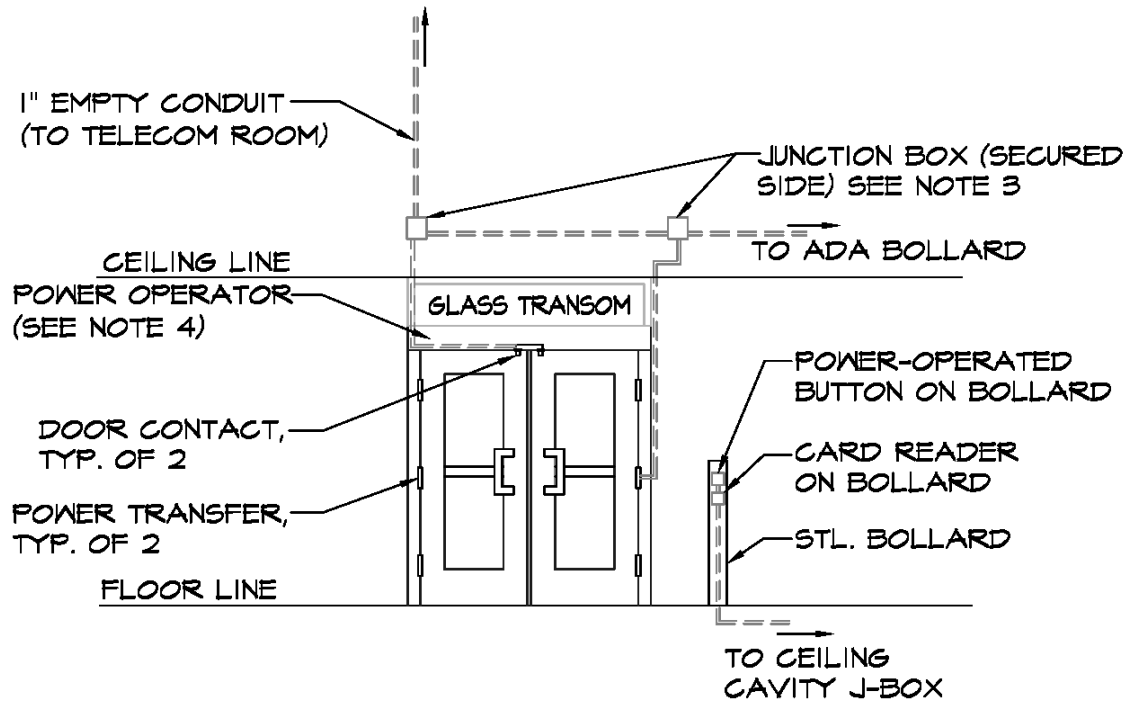 1" EMPTY CONDUIT
(TO TELECOM ROOM)
JUNCTION BOX (SECURED
SIDE) SEE NOTE 3
TO ADA BOLLARD
CEILING LINE
POWER OPERATOR
(SEE NOTE 4)
GLASS TRANSOM
POWER-OPERATED
BUTTON ON BOLLARD
DOOR CONTACT,
TYP. OF 2
CARD READER
ON BOLLARD
POWER TRANSFER,
TYP. OF 2
STL. BOLLARD
FLOOR LINE
TO CEILING
CAVITY J-BOX